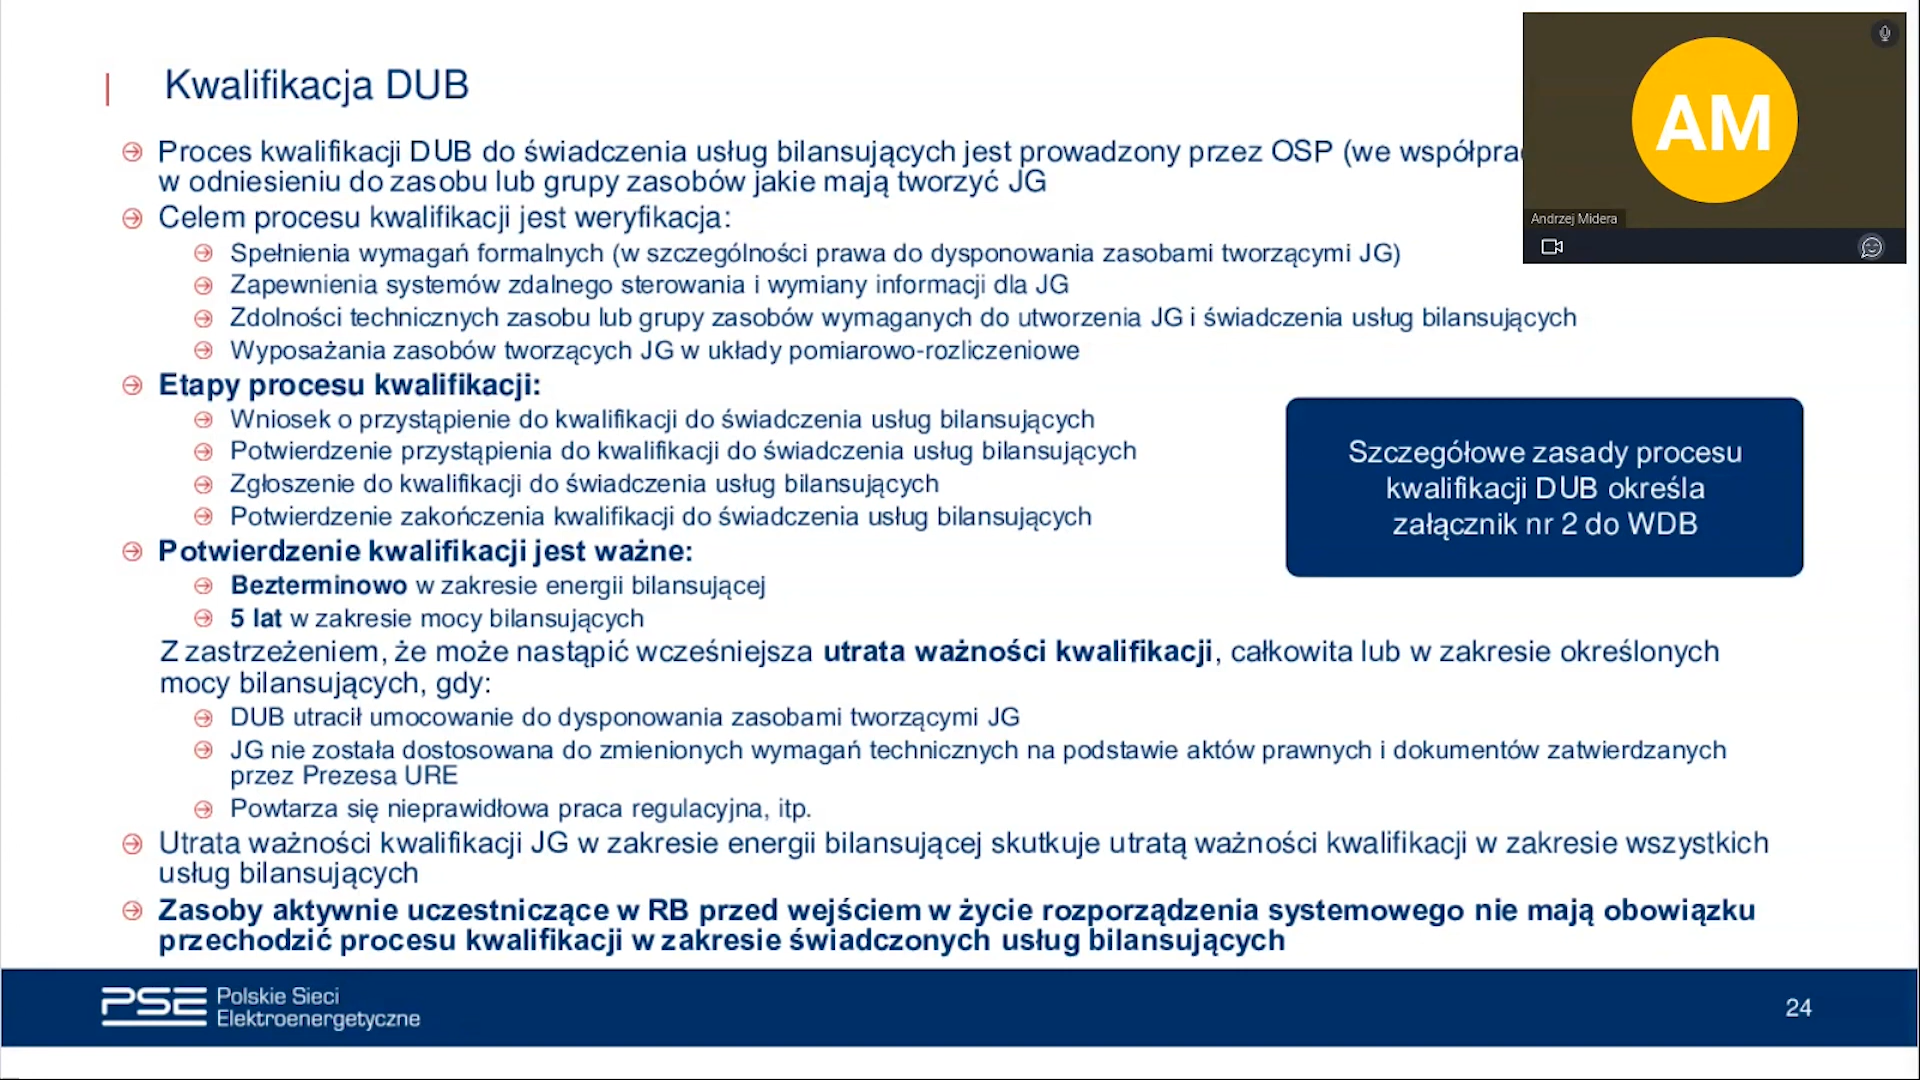 Kwalifikacja DUB
Proces kwalifikacji DUB do świadczenia usług bilansujących jest prowadzony przez OSP (we
w odniesieniu do zasobu lub grupy zasobów jakie mają tworzyć JG
Celem procesu kwalifikacji jest weryfikacja:
Spełnienia wymagań formalnych (w szczególności prawa do dysponowania zasobami tworzącymi JG)
Zapewnienia systemów zdalnego sterowania i wymiany informacji dla JG
Zdolności technicznych zasobu lub grupy zasobów wymaganych do utworzenia JG i świadczenia usług bilansujących
Wyposażania zasobów tworzących JG w układy pomiarowo-rozliczeniowe
Etapy procesu kwalifikacji:
Wniosek o przystąpienie do kwalifikacji do świadczenia usług bilansujących
Potwierdzenie przystąpienia do kwalifikacji do świadczenia usług bilansujących
Zgłoszenie do kwalifikacji do świadczenia usług bilansujących
Potwierdzenie zakończenia kwalifikacji do świadczenia usług bilansujących
Potwierdzenie kwalifikacji jest ważne:
Bezterminowo w zakresie energii bilansującej
5 lat w zakresie mocy bilansujących
Z zastrzeżeniem, że może nastąpić wcześniejsza utrata ważności kwalifikacji, całkowita lub w zakresie określonych
mocy bilansujących, gdy:
DUB utracił umocowanie do dysponowania zasobami tworzącymi JG
JG nie została dostosowana do zmienionych wymagań technicznych na podstawie aktów prawnych i dokumentów zatwierdzanych
przez Prezesa URE
Powtarza się nieprawidłowa praca regulacyjna, itp.
Utrata ważności kwalifikacji JG w zakresie energii bilansującej skutkuje utratą ważności kwalifikacji w zakresie wszystkich
usług bilansujących
Zasoby aktywnie uczestniczące w RB przed wejściem w życie rozporządzenia systemowego nie mają obowiązku
przechodzić procesu kwalifikacji w zakresie świadczonych usług bilansujących
Szczegółowe zasady procesu
kwalifikacji DUB określa
załącznik nr 2 do WDB
AM
Andrzej Midera
PSE
Polskie Sieci
Elektroenergetyczne
24